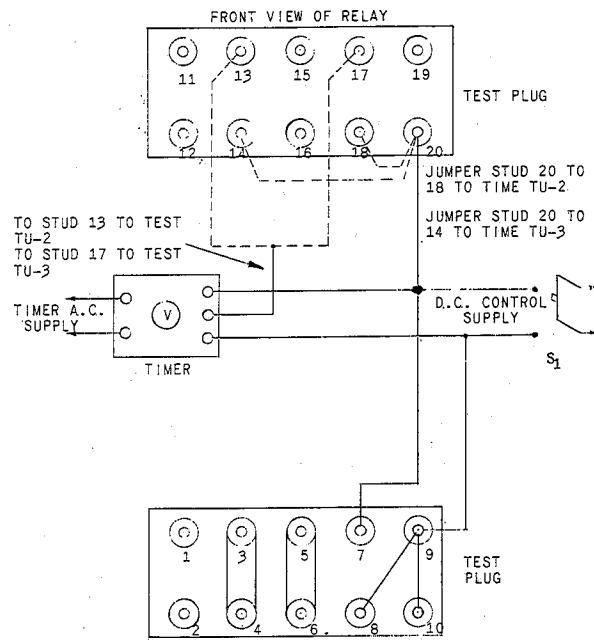 FRONT VIEW OF RELAY
11 13 15 17 19
TEST PLUG
12 14 16 18 20
JUMPER STUD 20 TO
18 TO TIME TU-2
JUMPER STUD 20 TO
14 TO TIME TU-3
TO STUD 13 TO TEST
TU-2
TO STUD 17 TO TEST
TU-3
TIMER A.C.
SUPPLY
V
D.C. CONTROL
SUPPLY
S1
TIMER
1 3 5 7 9
TEST
PLUG
2 4 6 8 10